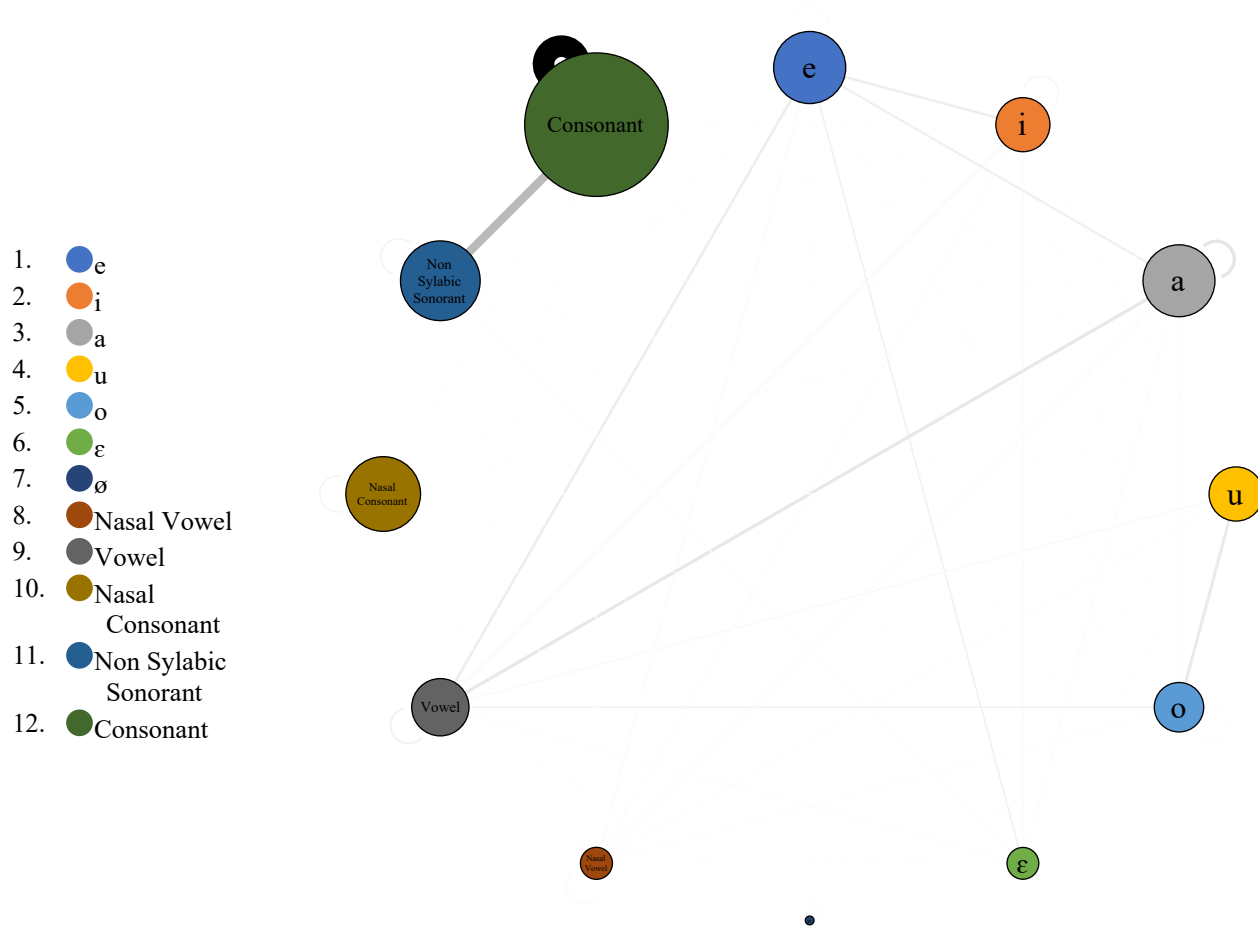 e
i
Consonant
a
Non
Sylabic
Sonorant
1. e
2. i
3. a
4. u
5. o
6. ε
7. ø
8. Nasal Vowel
9. Vowel
10. Nasal
Consonant
11. Non Sylabic
Sonorant
12. Consonant
Nasal
Consonant
u
Vowel
o
Nasal
Vowel
ε